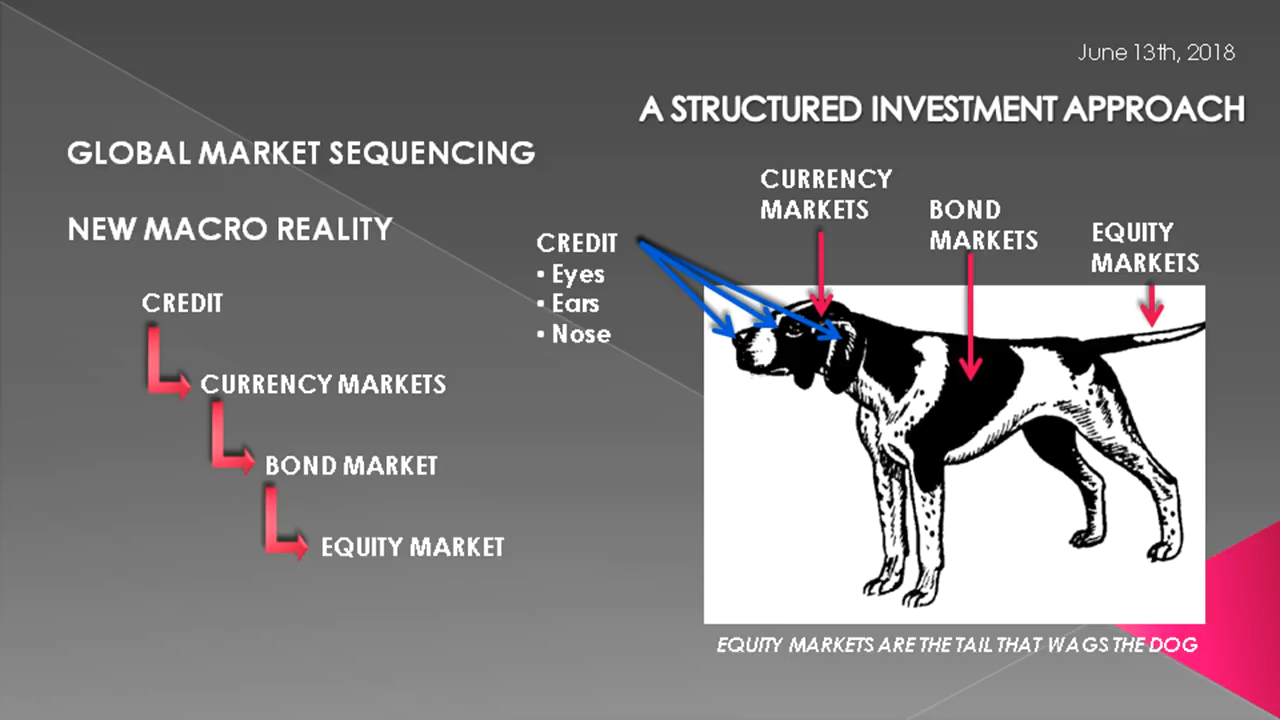 June 13th, 2018
A STRUCTURED INVESTMENT APPROACH
GLOBAL MARKET SEQUENCING
NEW MACRO REALITY
CREDIT
CURRENCY MARKETS
BOND MARKET
EQUITY MARKET
CREDIT
• Eyes
• Ears
• Nose
CURRENCY
MARKETS
BOND
MARKETS
EQUITY
MARKETS
EQUITY MARKETS ARE THE TAIL THAT WAGS THE DOG